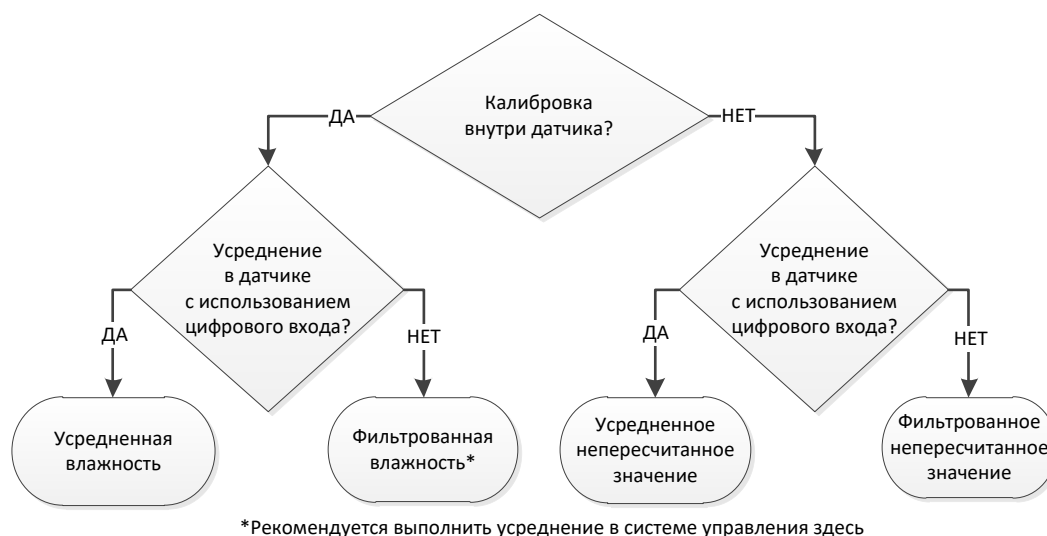 Калибровка
внутри датчика?
ДА
НЕТ
Усреднение
в датчике
с использованием
цифрового входа?
Усреднение
в датчике
с использованием
цифрового входа?
ДА
НЕТ
ДА
НЕТ
Усредненная
влажность
Фильтрованная
влажность*
Усредненное
непересчитанное
значение
Фильтрованное
непересчитанное
значение
*Рекомендуется выполнить усреднение в системе управления здесь